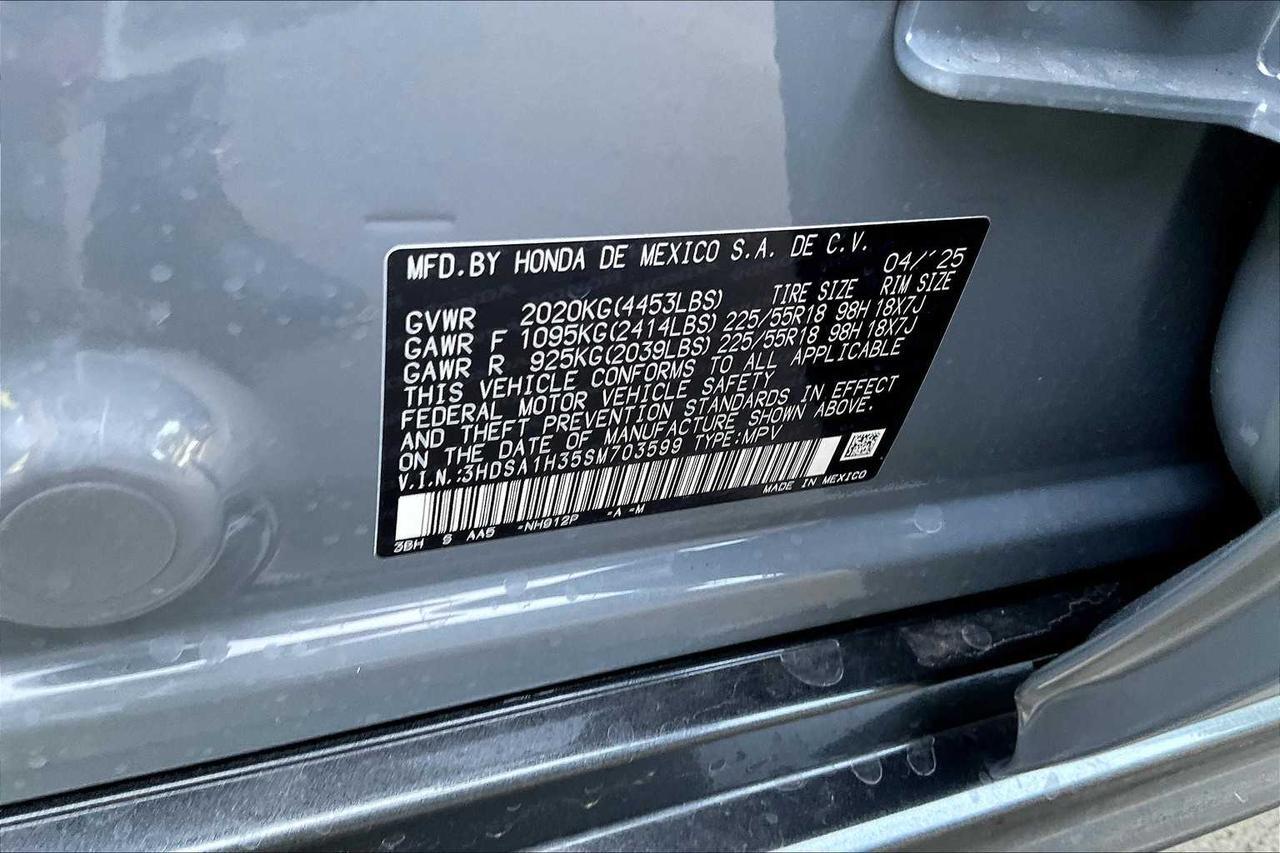 MFD.BY HONDA DE MEXICO S.A. DE C.V.
04/'25
TIRE SIZE RIM SIZE
GVWR 2020KG(4453LBS)
GAWR F 1095KG(2414LBS) 225/55R18 98H 18X7J
GAWR R 925KG(2039LBS) 225/55R18 98H 18X7J
THIS VEHICLE CONFORMS TO ALL APPLICABLE
FEDERAL MOTOR VEHICLE SAFETY
AND THEFT PREVENTION STANDARDS IN EFFECT
ON THE DATE OF MANUFACTURE SHOWN ABOVE.
V.I.N.:3HDSA1H35SM703599 TYPE:MPV
MADE IN MEXICO
3BH S AA5 -NH912P -A -M